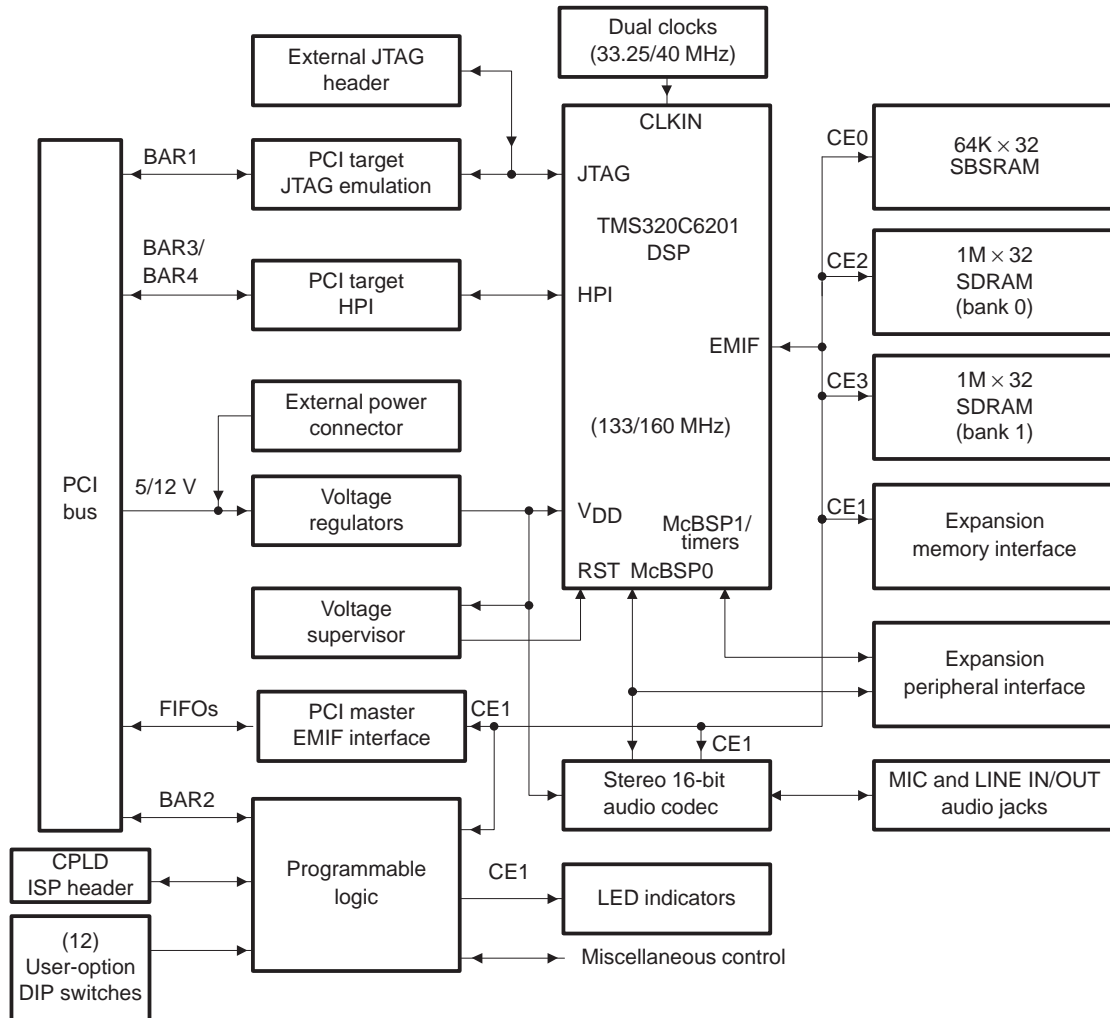 Dual clocks
(33.25/40 MHz)
External JTAG
header
CLKIN
CE0
64K × 32
SBSRAM
BAR1
PCI target
JTAG emulation
JTAG
TMS320C6201
DSP
BAR3/
BAR4
PCI target
HPI
HPI
CE2
1M × 32
SDRAM
(bank 0)
EMIF
CE3
1M × 32
SDRAM
(bank 1)
External power
connector
(133/160 MHz)
PCI
bus
5/12 V
Voltage
regulators
VDD
McBSP1/
timers
CE1
Expansion
memory interface
RST McBSP0
Voltage
supervisor
Expansion
peripheral interface
FIFOs
PCI master
EMIF interface
CE1
CE1
Stereo 16-bit
audio codec
MIC and LINE IN/OUT
audio jacks
BAR2
CPLD
ISP header
Programmable
logic
CE1
LED indicators
(12)
User-option
DIP switches
Miscellaneous control